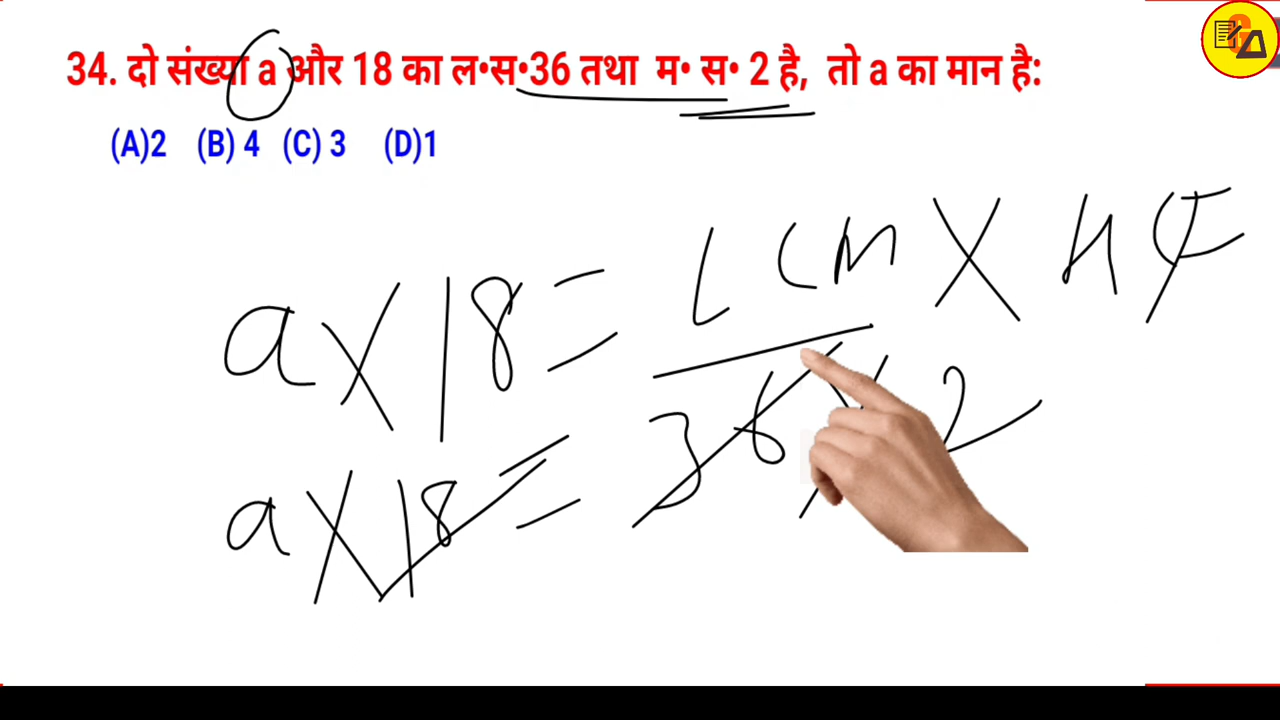 34. दो संख्या a और 18 का ल•स•36 तथा म• स• 2 है, तो a का मान है:
(A)2 (B) 4 (C) 3 (D)1
a X 18 = LCM X HCF
a X 18 = 36 X 2